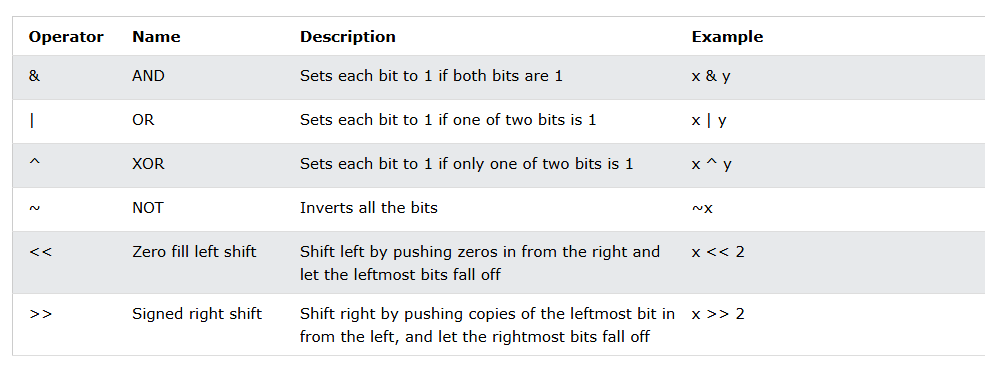 Operator Name Description Example
& AND Sets each bit to 1 if both bits are 1 x & y
| OR Sets each bit to 1 if one of two bits is 1 x | y
^ XOR Sets each bit to 1 if only one of two bits is 1 x ^ y
~ NOT Inverts all the bits ~x
<< Zero fill left shift Shift left by pushing zeros in from the right and x << 2
let the leftmost bits fall off
>> Signed right shift Shift right by pushing copies of the leftmost bit in x >> 2
from the left, and let the rightmost bits fall off